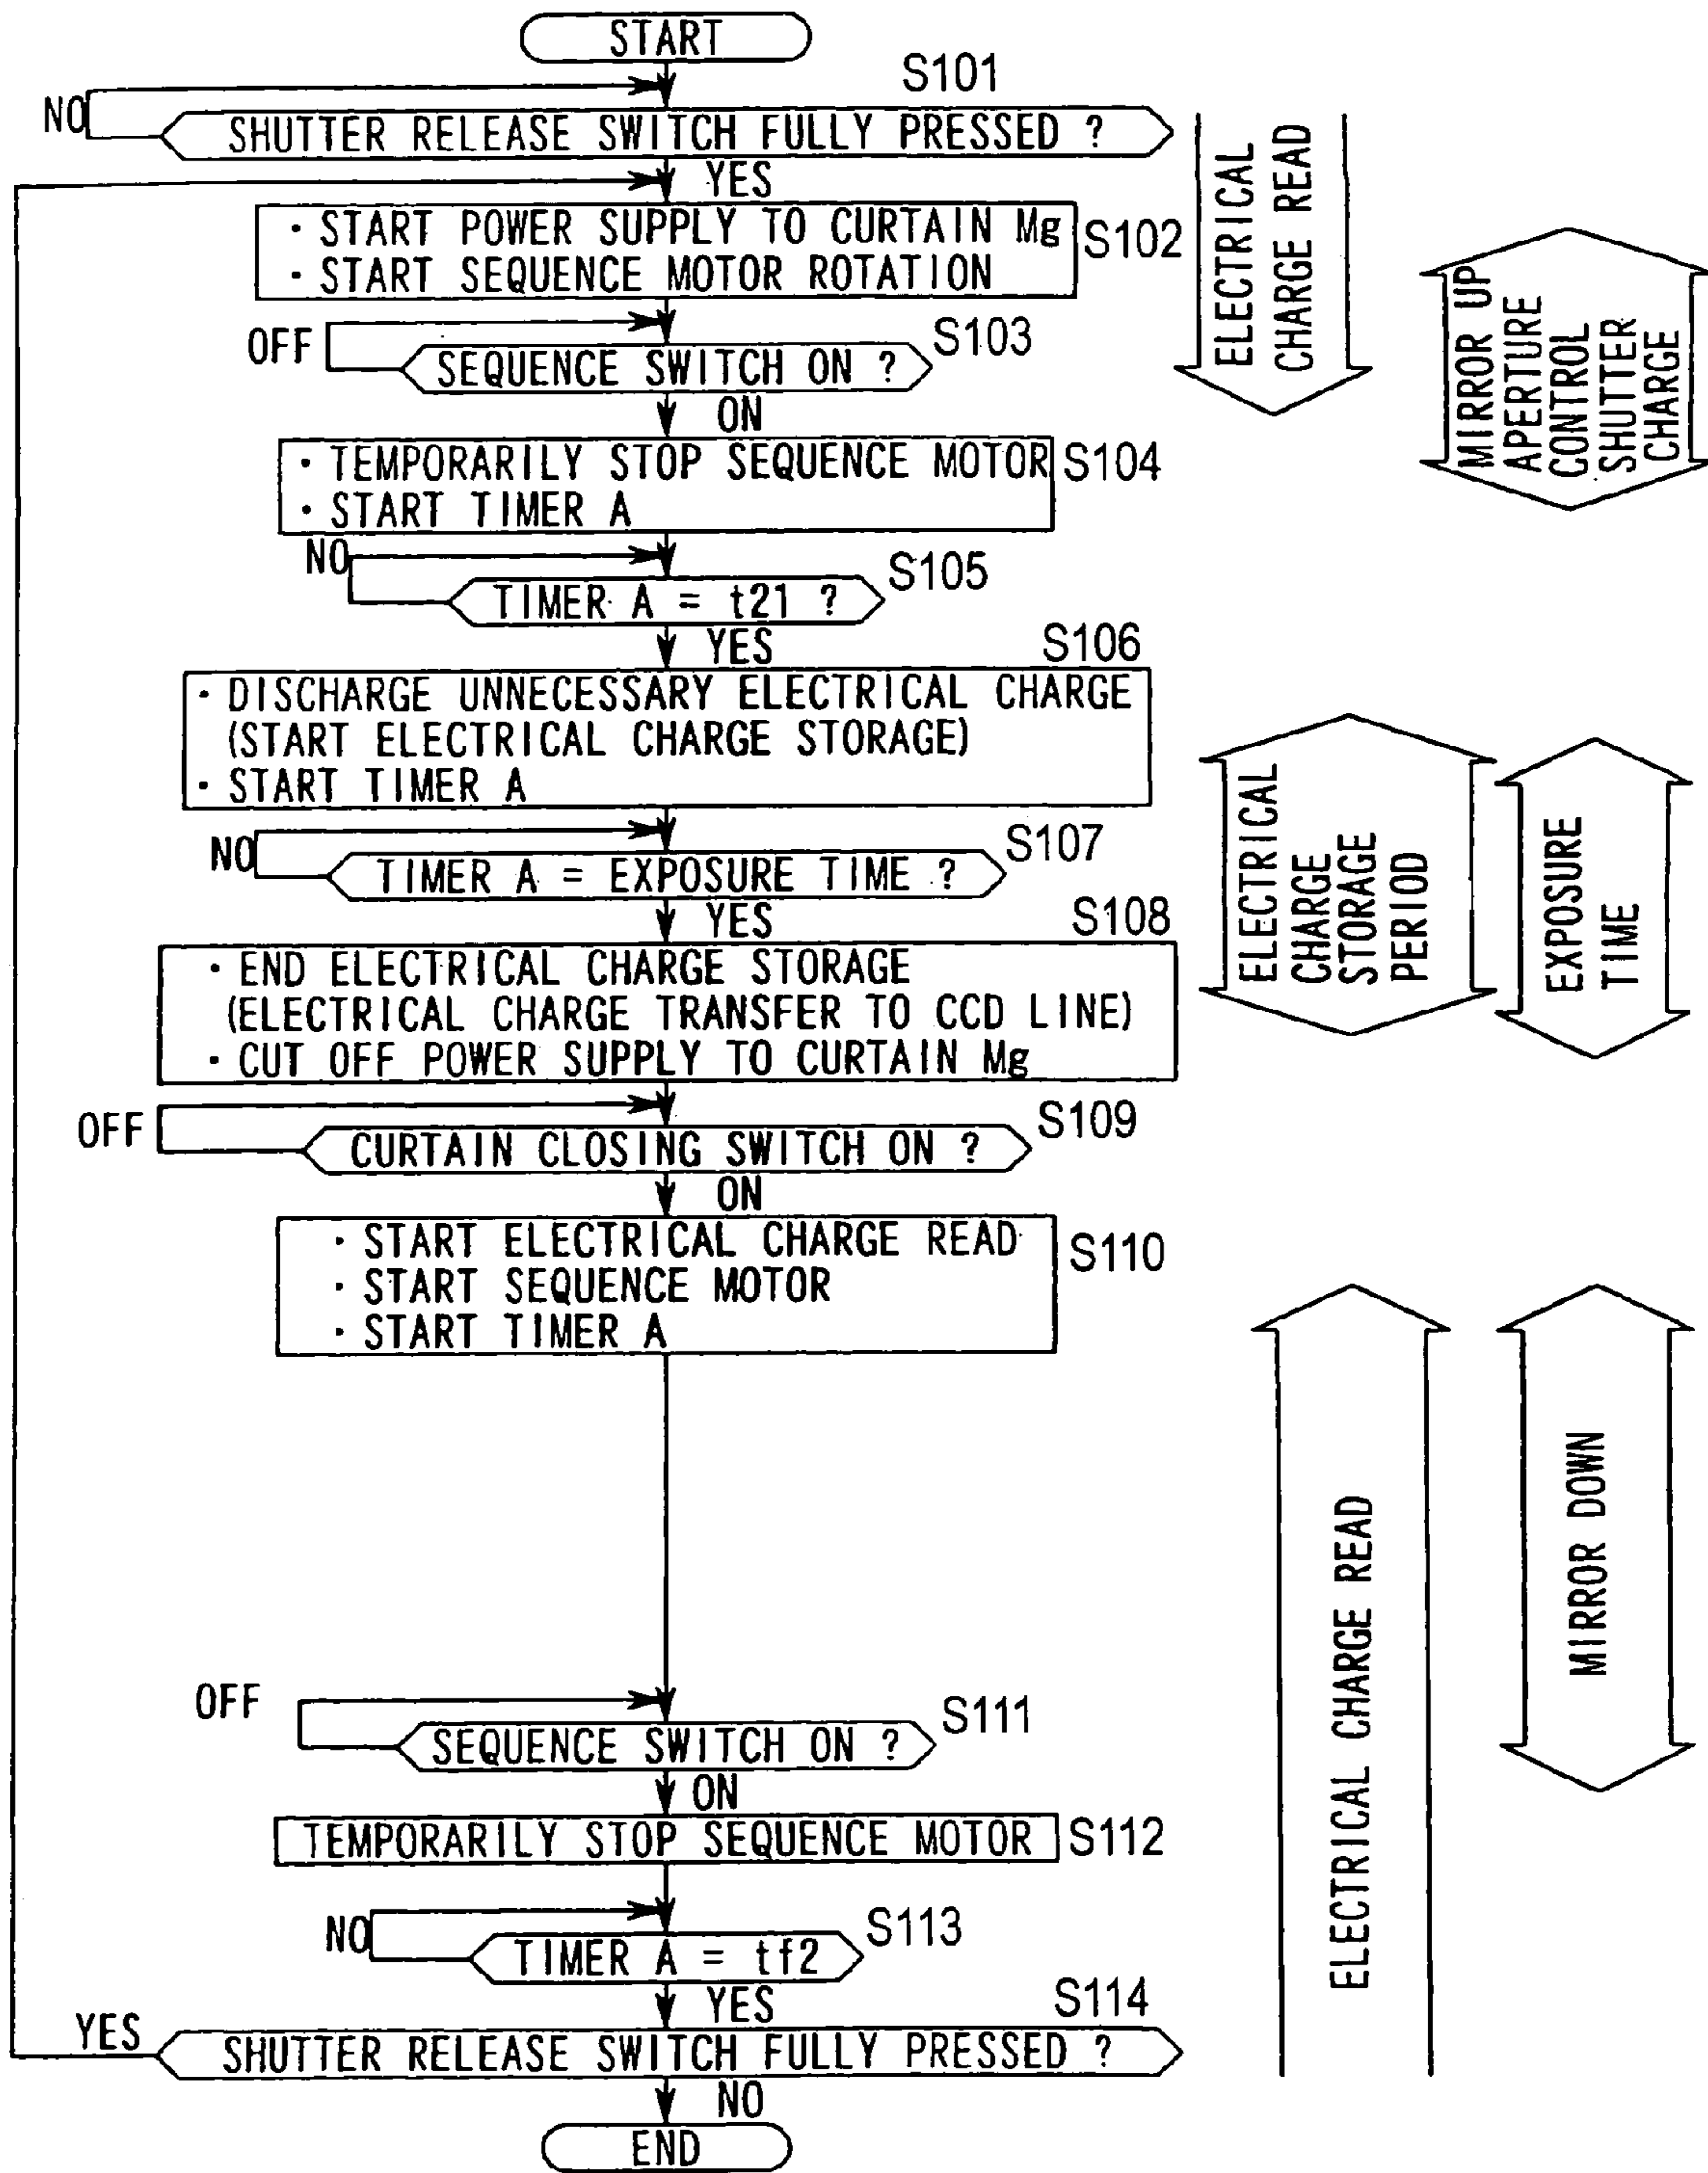 START
S101
NO
SHUTTER RELEASE SWITCH FULLY PRESSED ?
YES
· START POWER SUPPLY TO CURTAIN Mg
· START SEQUENCE MOTOR ROTATION
S102
OFF
S103
SEQUENCE SWITCH ON ?
ON
· TEMPORARILY STOP SEQUENCE MOTOR
· START TIMER A
S104
NO
S105
TIMER A = t21 ?
YES
S106
· DISCHARGE UNNECESSARY ELECTRICAL CHARGE
(START ELECTRICAL CHARGE STORAGE)
· START TIMER A
NO
S107
TIMER A = EXPOSURE TIME ?
YES
S108
· END ELECTRICAL CHARGE STORAGE
(ELECTRICAL CHARGE TRANSFER TO CCD LINE)
· CUT OFF POWER SUPPLY TO CURTAIN Mg
OFF
S109
CURTAIN CLOSING SWITCH ON ?
ON
· START ELECTRICAL CHARGE READ
· START SEQUENCE MOTOR
· START TIMER A
S110
OFF
S111
SEQUENCE SWITCH ON ?
ON
TEMPORARILY STOP SEQUENCE MOTOR
S112
NO
S113
TIMER A = tf2
YES
S114
YES
SHUTTER RELEASE SWITCH FULLY PRESSED ?
NO
END
ELECTRICAL
CHARGE READ
MIRROR UP
APERTURE
CONTROL
SHUTTER
CHARGE
ELECTRICAL
CHARGE
STORAGE
PERIOD
EXPOSURE
TIME
ELECTRICAL CHARGE READ
MIRROR DOWN